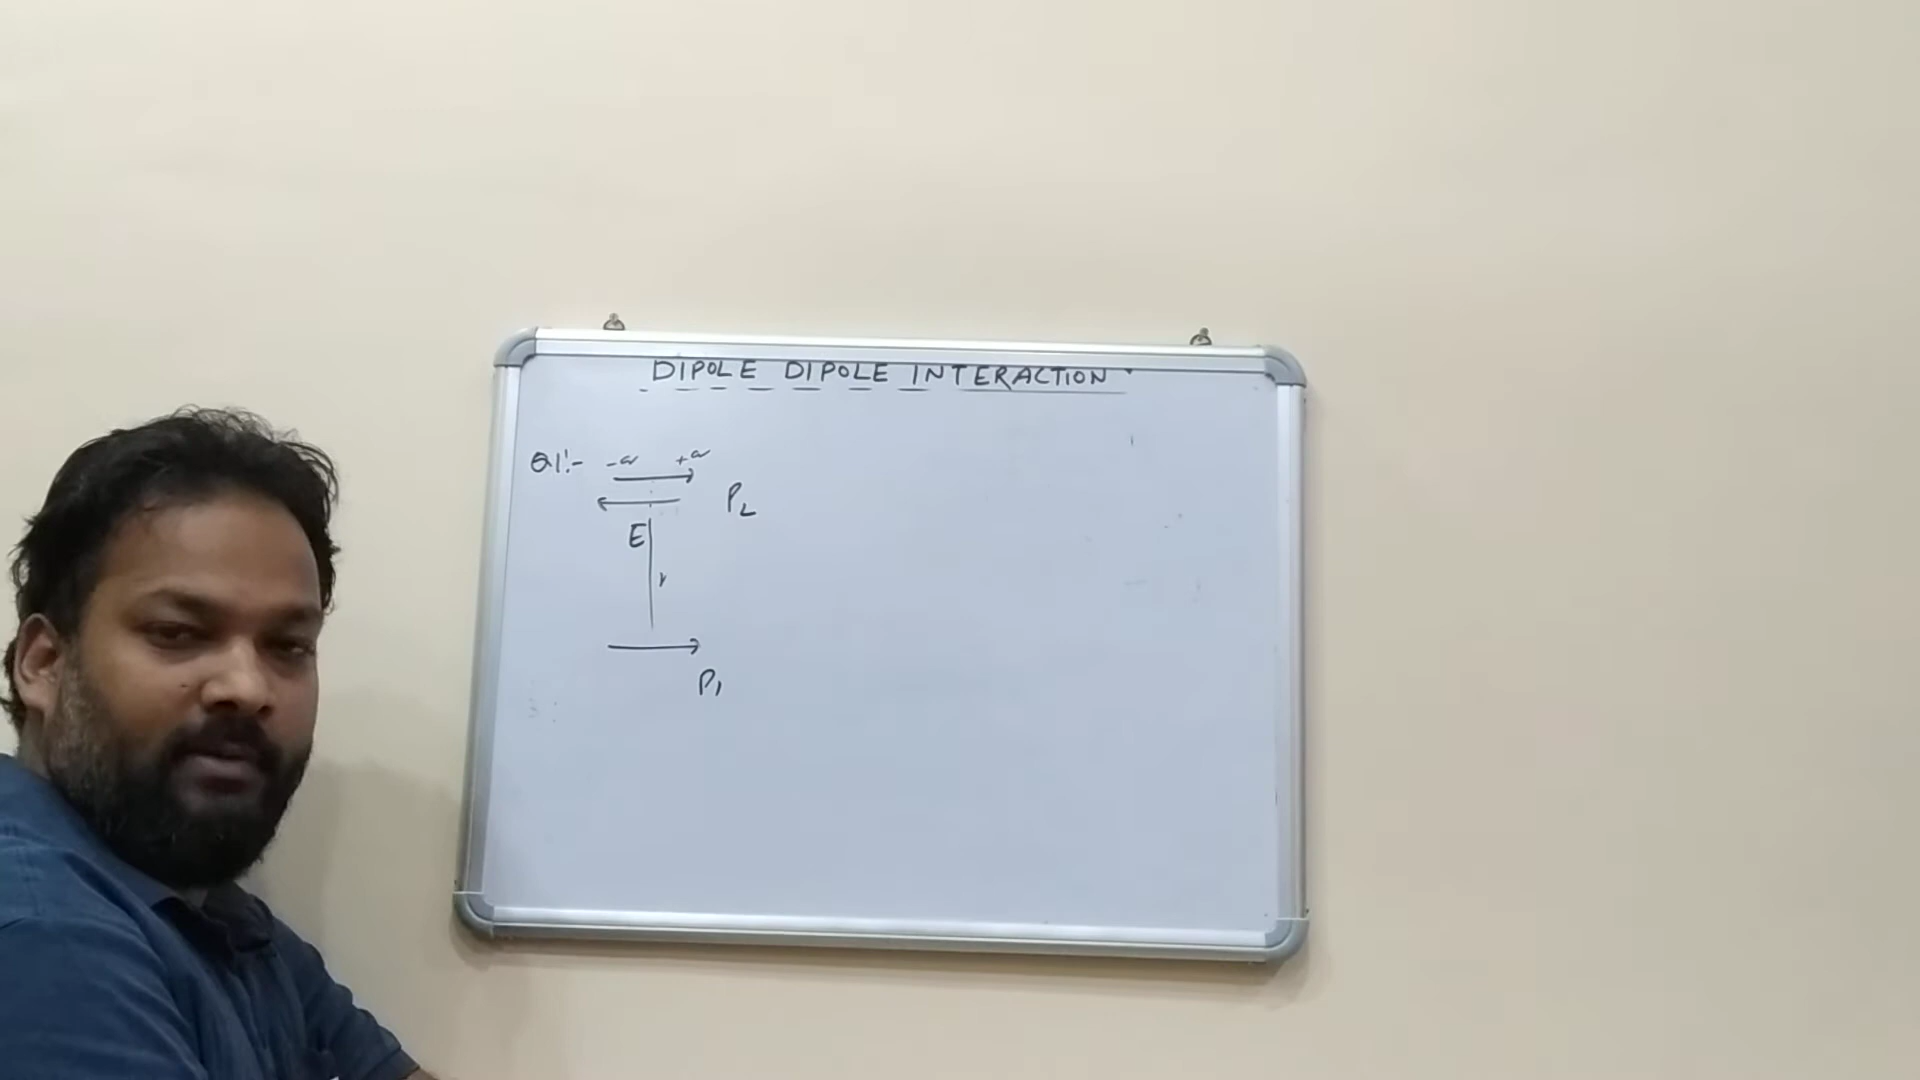 DIPOLE DIPOLE INTERACTION
Q1:-
P2
E
r
P1